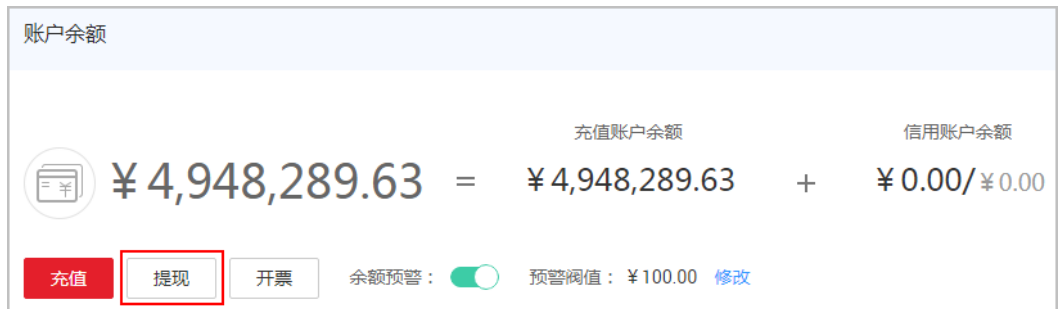 账户余额
充值账户余额 信用账户余额
¥ 4,948,289.63 = ¥ 4,948,289.63 + ¥ 0.00/ ¥ 0.00
充值 提现 开票 余额预警： 预警阀值： ¥ 100.00 修改